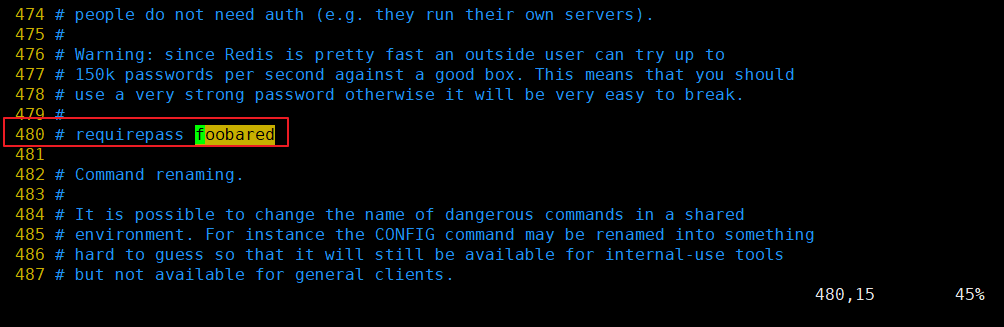 474 # people do not need auth (e.g. they run their own servers).
475 #
476 # Warning: since Redis is pretty fast an outside user can try up to
477 # 150k passwords per second against a good box. This means that you should
478 # use a very strong password otherwise it will be very easy to break.
479 #
480 # requirepass foobared
481
482 # Command renaming.
483 #
484 # It is possible to change the name of dangerous commands in a shared
485 # environment. For instance the CONFIG command may be renamed into something
486 # hard to guess so that it will still be available for internal-use tools
487 # but not available for general clients.
480,15 45%